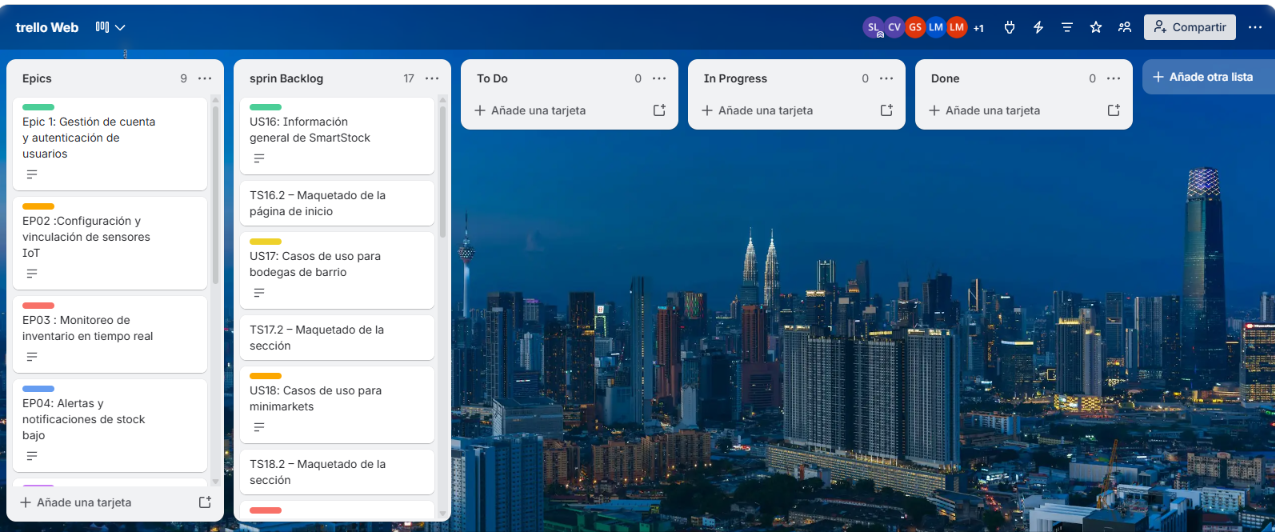 trello Web
SL CV GS LM LM +1
Compartir
Epics 9
Epic 1: Gestión de cuenta
y autenticación de
usuarios
EP02 :Configuración y
vinculación de sensores
IoT
EP03 : Monitoreo de
inventario en tiempo real
EP04: Alertas y
notificaciones de stock
bajo
Añade una tarjeta
sprin Backlog 17
US16: Información
general de SmartStock
TS16.2 – Maquetado de la
página de inicio
US17: Casos de uso para
bodegas de barrio
TS17.2 – Maquetado de la
sección
US18: Casos de uso para
minimarkets
TS18.2 – Maquetado de la
sección
To Do 0
Añade una tarjeta
In Progress 0
Añade una tarjeta
Done 0
Añade una tarjeta
Añade otra lista